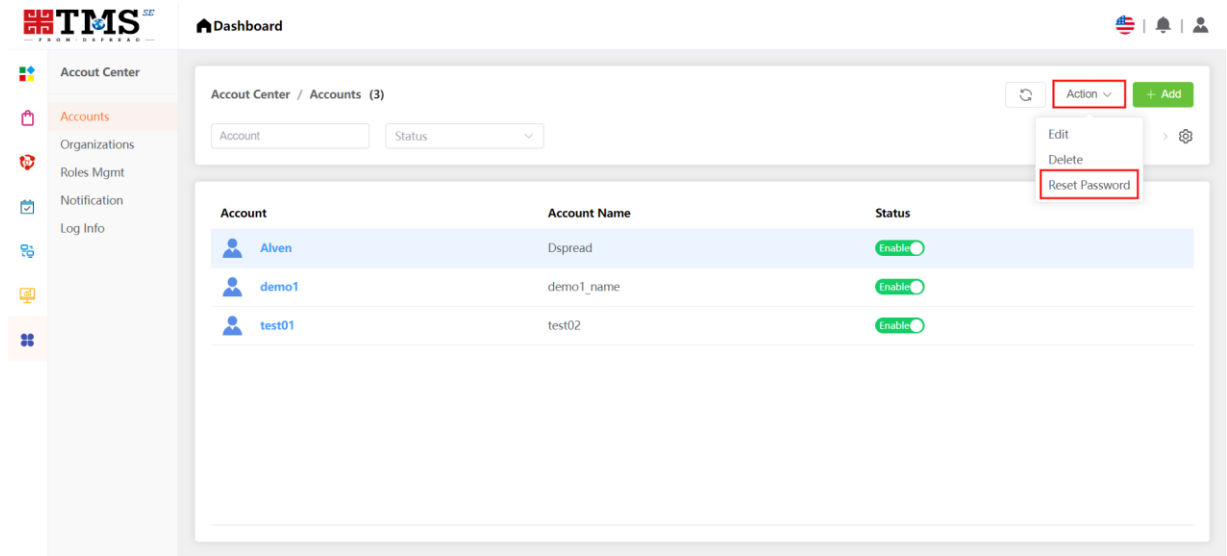 TMS SE
FROM·DSPREAD
Dashboard
Accout Center
Accounts
Organizations
Roles Mgmt
Notification
Log Info
Accout Center / Accounts (3)
Action
+ Add
Account
Status
Edit
Delete
Reset Password
Account Account Name Status
Alven Dspread Enable
demo1 demo1_name Enable
test01 test02 Enable